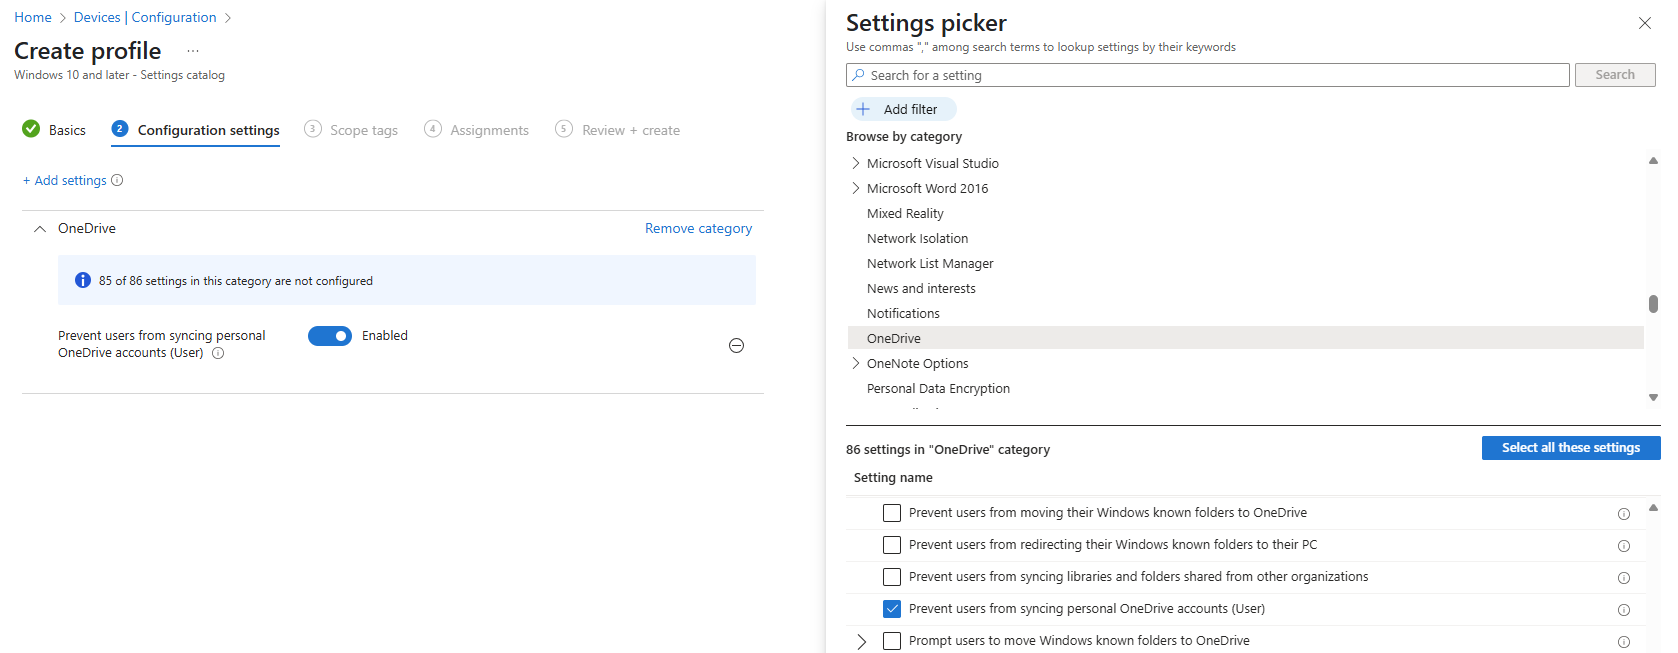 Home > Devices | Configuration >
Create profile ...
Windows 10 and later - Settings catalog
Basics
2 Configuration settings
3 Scope tags
4 Assignments
5 Review + create
+ Add settings
OneDrive
Remove category
85 of 86 settings in this category are not configured
Prevent users from syncing personal
OneDrive accounts (User)
Enabled
Settings picker
Use commas "," among search terms to lookup settings by their keywords
Search for a setting
Search
+ Add filter
Browse by category
Microsoft Visual Studio
Microsoft Word 2016
Mixed Reality
Network Isolation
Network List Manager
News and interests
Notifications
OneDrive
OneNote Options
Personal Data Encryption
86 settings in "OneDrive" category
Select all these settings
Setting name
Prevent users from moving their Windows known folders to OneDrive
Prevent users from redirecting their Windows known folders to their PC
Prevent users from syncing libraries and folders shared from other organizations
Prevent users from syncing personal OneDrive accounts (User)
Prompt users to move Windows known folders to OneDrive